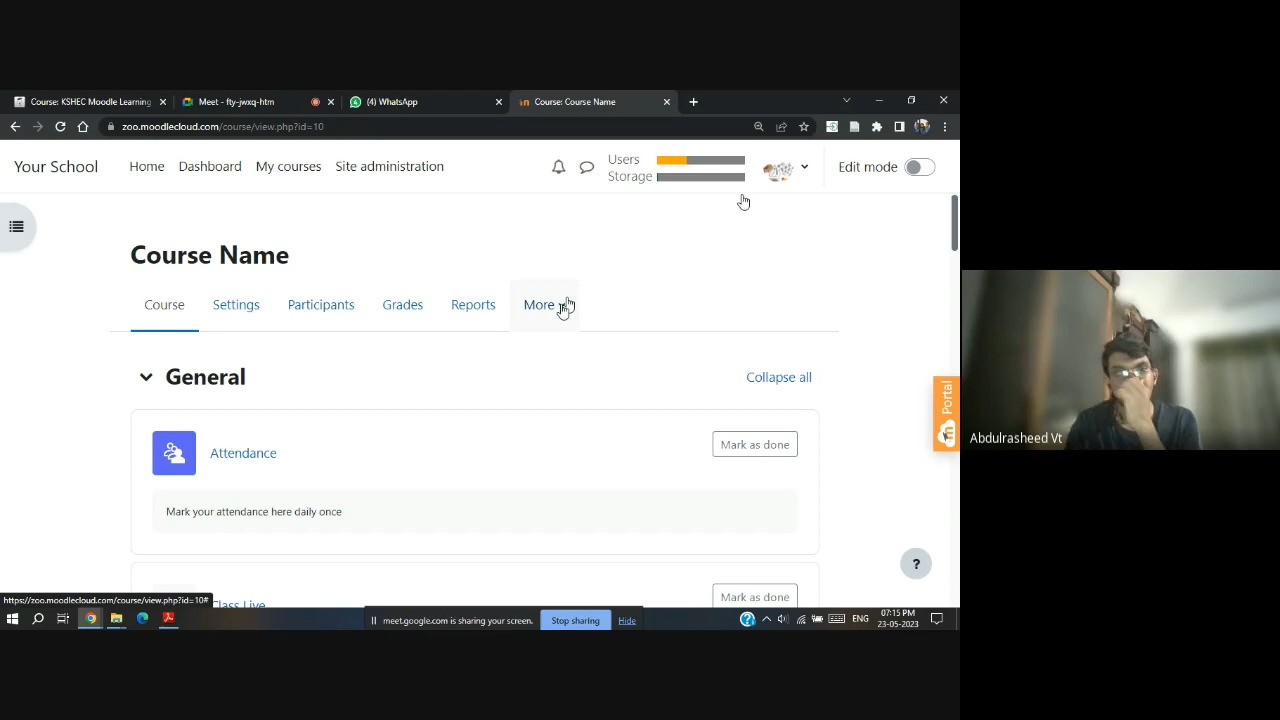 Course: KSHEC Moodle Learning
Meet - fty-jwxq-htm
(4) WhatsApp
Course: Course Name
zoo.moodlecloud.com/course/view.php?id=10
Your School
Home
Dashboard
My courses
Site administration
Users
Storage
Edit mode
Course Name
Course
Settings
Participants
Grades
Reports
More
General
Collapse all
Portal
Attendance
Mark as done
Abdulrasheed Vt
Mark your attendance here daily once
?
https://zoo.moodlecloud.com/course/view.php?id=10#
Class Live
Mark as done
meet.google.com is sharing your screen.
Stop sharing
Hide
ENG
07:15 PM
23-05-2023